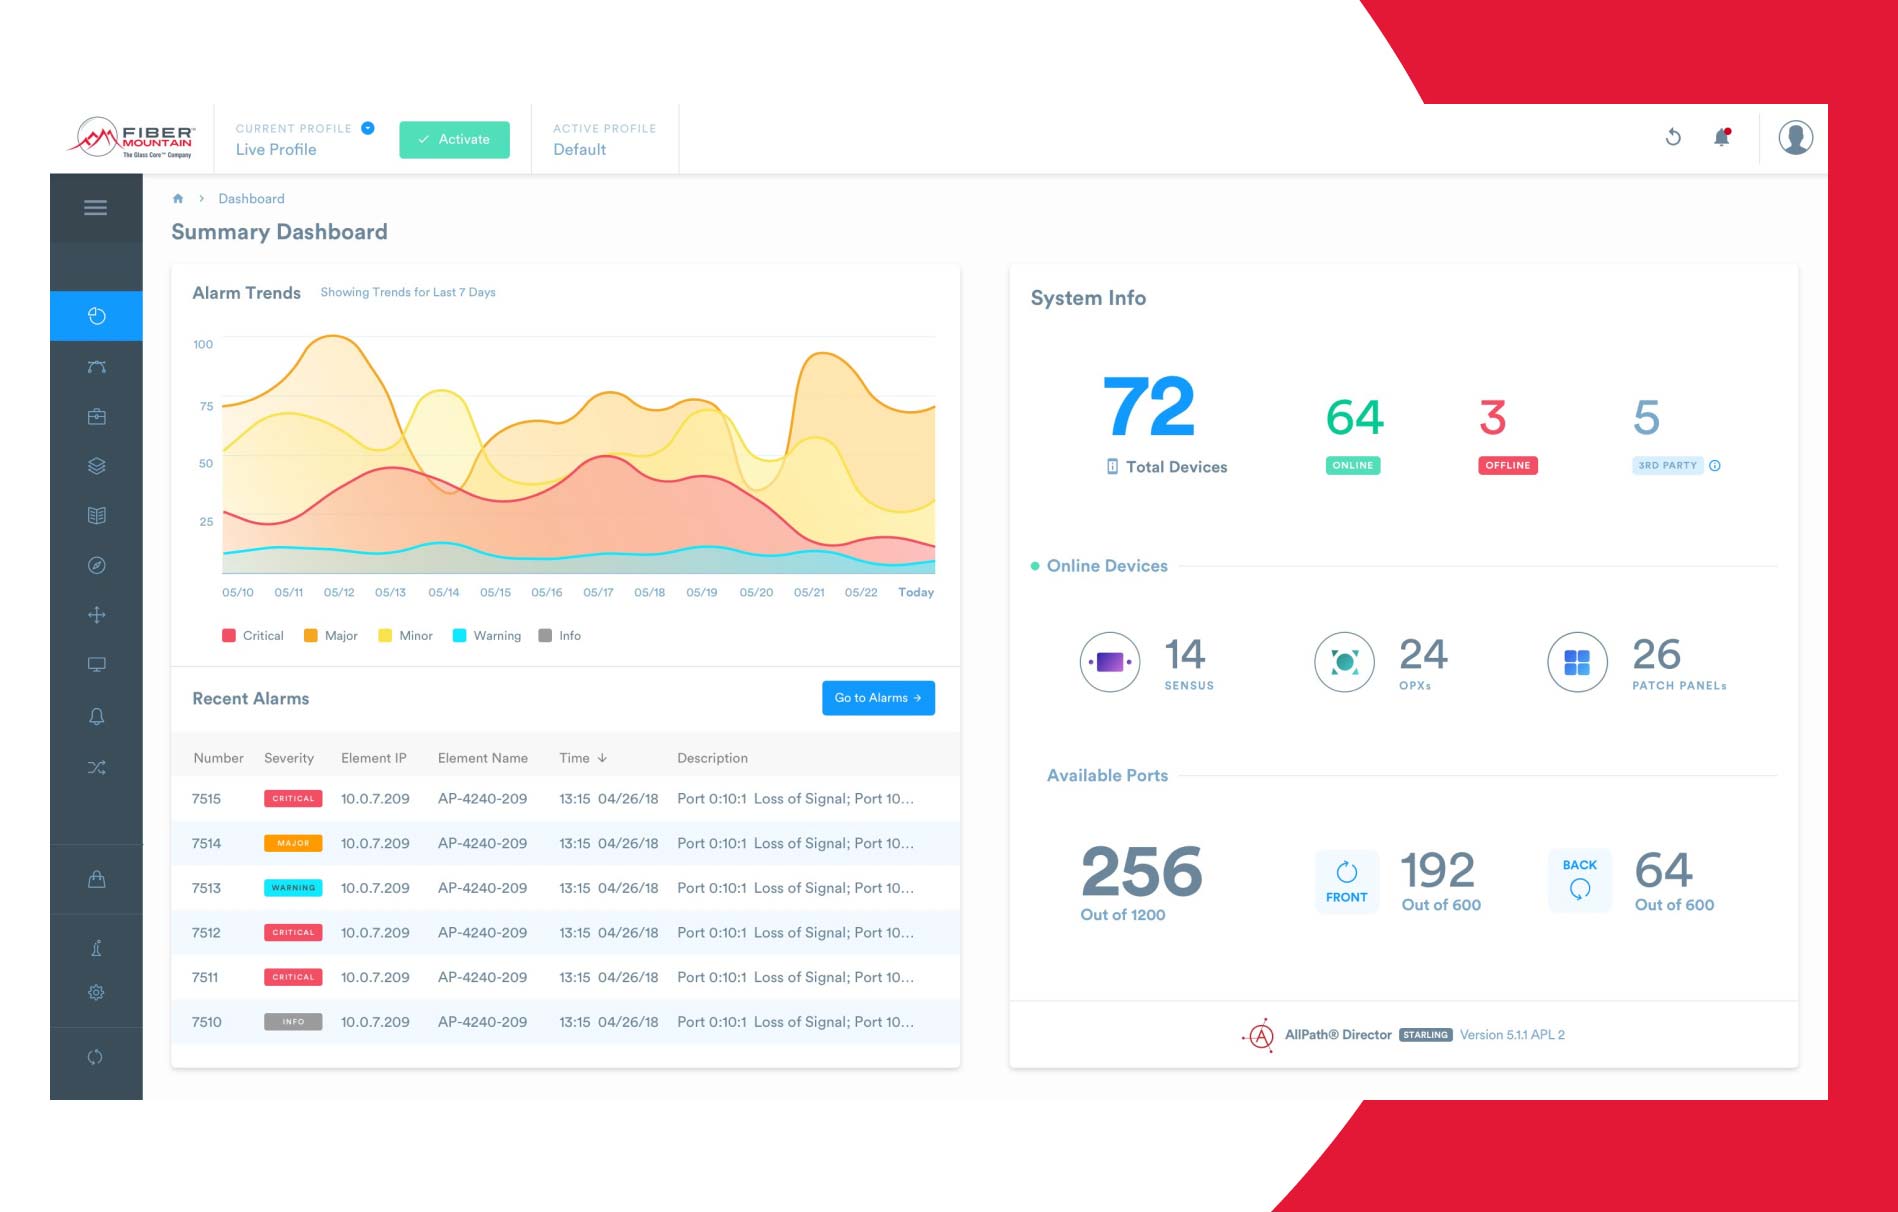 FIBER
MOUNTAIN™
The Glass Core™ Company
CURRENT PROFILE
Live Profile
Activate
ACTIVE PROFILE
Default
Dashboard
Summary Dashboard
Alarm Trends
Showing Trends for Last 7 Days
100
75
50
25
05/10 05/11 05/12 05/13 05/14 05/15 05/16 05/17 05/18 05/19 05/20 05/21 05/22 Today
Critical Major Minor Warning Info
Recent Alarms
Go to Alarms →
Number Severity Element IP Element Name Time ↓ Description
7515 CRITICAL 10.0.7.209 AP-4240-209 13:15 04/26/18 Port 0:10:1 Loss of Signal; Port 10...
7514 MAJOR 10.0.7.209 AP-4240-209 13:15 04/26/18 Port 0:10:1 Loss of Signal; Port 10...
7513 WARNING 10.0.7.209 AP-4240-209 13:15 04/26/18 Port 0:10:1 Loss of Signal; Port 10...
7512 CRITICAL 10.0.7.209 AP-4240-209 13:15 04/26/18 Port 0:10:1 Loss of Signal; Port 10...
7511 CRITICAL 10.0.7.209 AP-4240-209 13:15 04/26/18 Port 0:10:1 Loss of Signal; Port 10...
7510 INFO 10.0.7.209 AP-4240-209 13:15 04/26/18 Port 0:10:1 Loss of Signal; Port 10...
System Info
72
Total Devices
64
ONLINE
3
OFFLINE
5
3RD PARTY
Online Devices
14
SENSUS
24
OPXs
26
PATCH PANELs
Available Ports
256
Out of 1200
FRONT
192
Out of 600
BACK
64
Out of 600
A AllPath® Director STARLING Version 5.1.1 APL 2